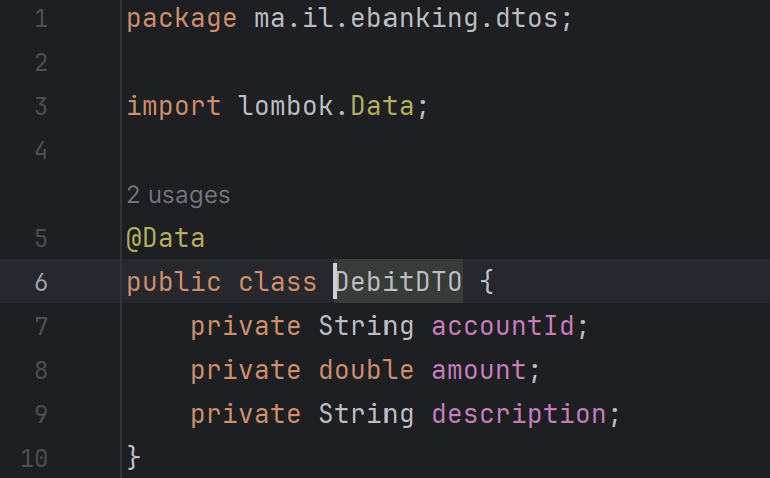 1 package ma.il.ebanking.dtos;
2
3 import lombok.Data;
4
2 usages
5 @Data
6 public class DebitDTO {
7 private String accountId;
8 private double amount;
9 private String description;
10 }